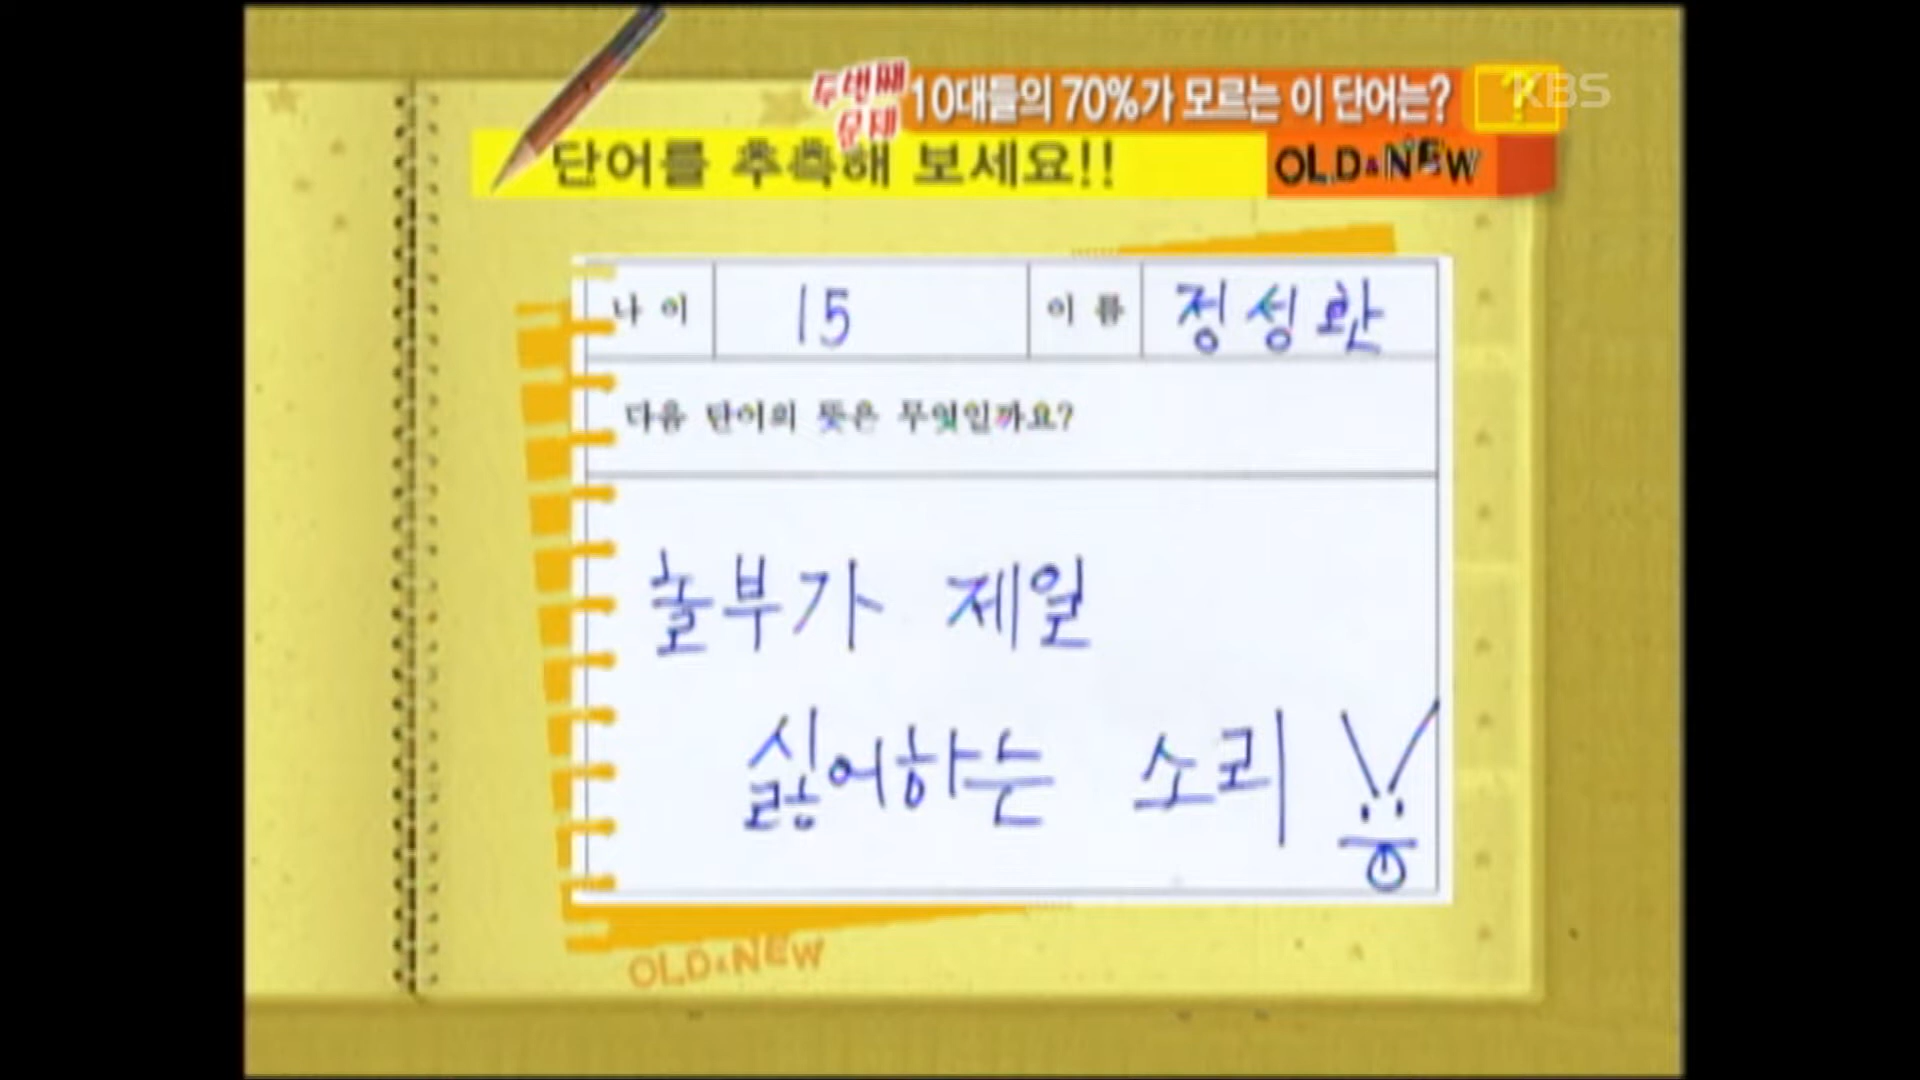 두번째
문제
10대들의 70%가 모르는 이 단어는?
?
KBS
단어를 추측해 보세요!!
OLD&NEW
나 이
15
이 름
정성환
다음 단어의 뜻은 무엇인까요?
놀부가 제일
싫어하는 소리
OLD&NEW